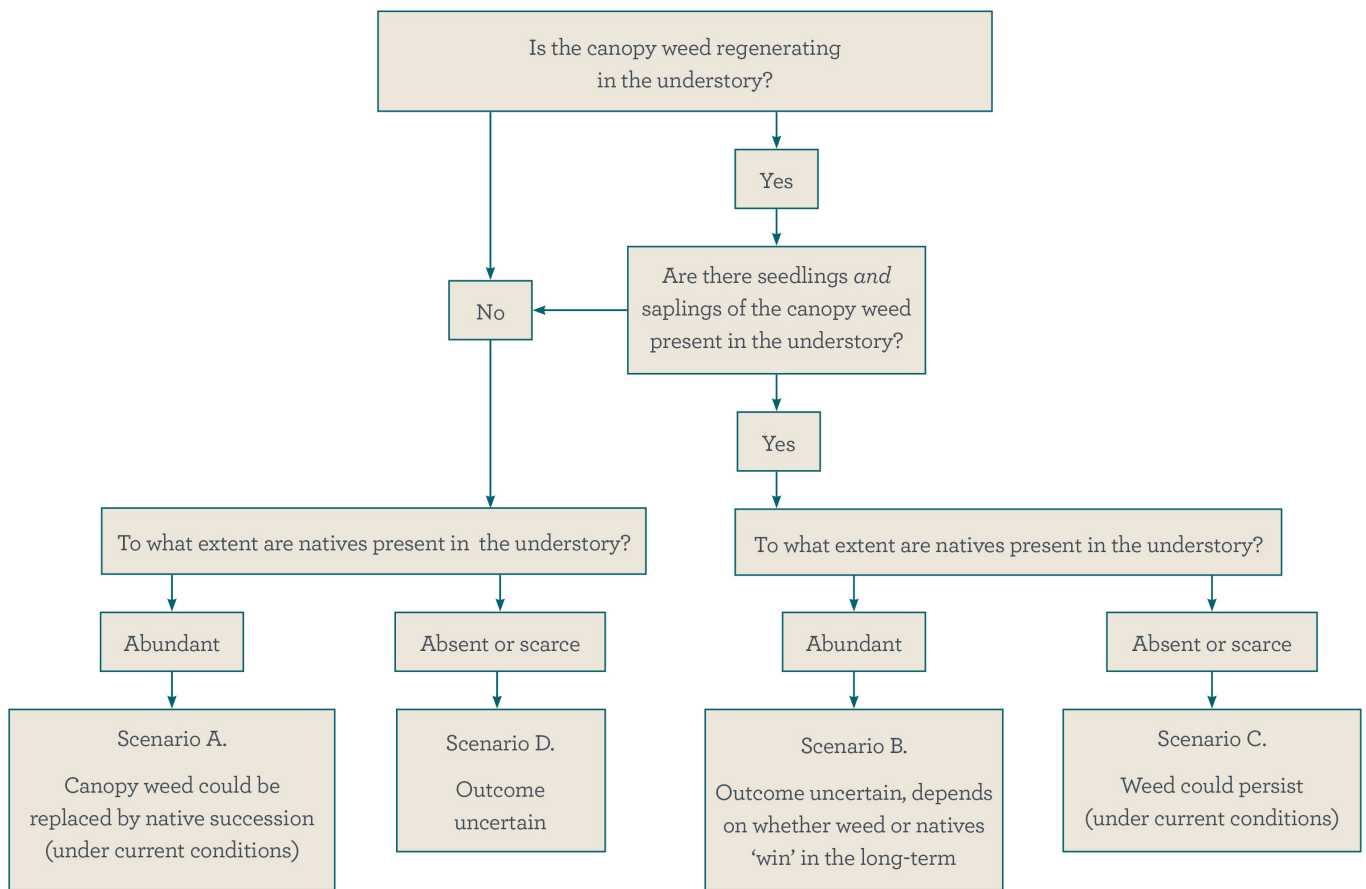 Is the canopy weed regenerating
in the understory?
Yes
Are there seedlings and
saplings of the canopy weed
present in the understory?
No
Yes
To what extent are natives present in the understory?
To what extent are natives present in the understory?
Abundant
Absent or scarce
Abundant
Absent or scarce
Scenario A.
Canopy weed could be
replaced by native succession
(under current conditions)
Scenario D.
Outcome
uncertain
Scenario B.
Outcome uncertain, depends
on whether weed or natives
‘win’ in the long-term
Scenario C.
Weed could persist
(under current conditions)